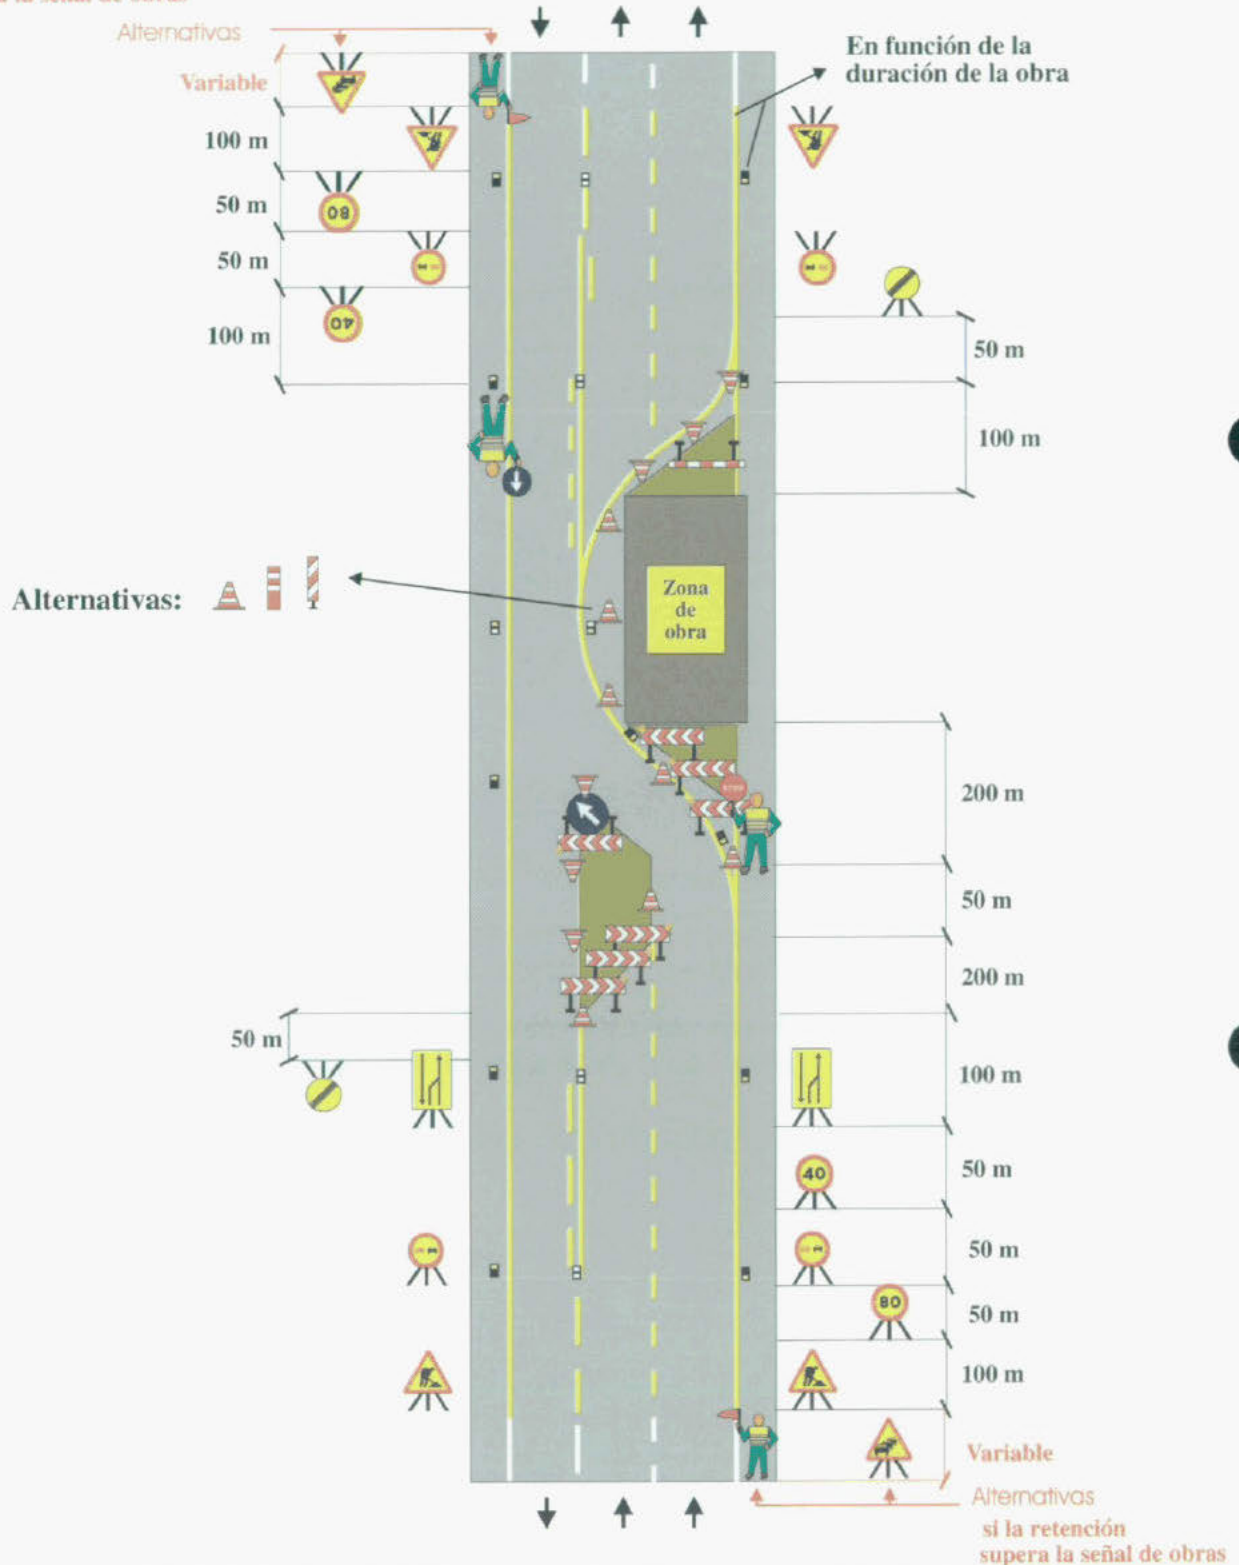 Alternativas
Variable
100 m
50 m
50 m
100 m
80
40
En función de la
duración de la obra
50 m
100 m
Alternativas:
Zona
de
obra
200 m
50 m
200 m
50 m
100 m
50 m
40
50 m
80
50 m
100 m
Variable
Alternativas
si la retención
supera la señal de obras